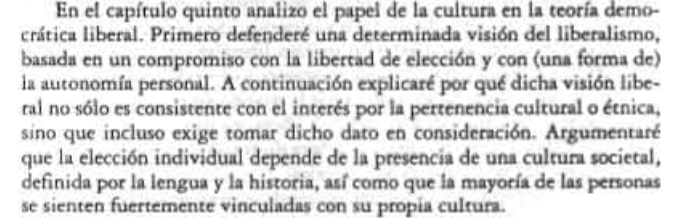 En el capítulo quinto analizo el papel de la cultura en la teoría demo-
crática liberal. Primero defenderé una determinada visión del liberalismo,
basada en un compromiso con la libertad de elección y con (una forma de)
la autonomía personal. A continuación explicaré por qué dicha visión libe-
ral no sólo es consistente con el interés por la pertenencia cultural o étnica,
sino que incluso exige tomar dicho dato en consideración. Argumentaré
que la elección individual depende de la presencia de una cultura societal,
definida por la lengua y la historia, así como que la mayoría de las personas
se sienten fuertemente vinculadas con su propia cultura.